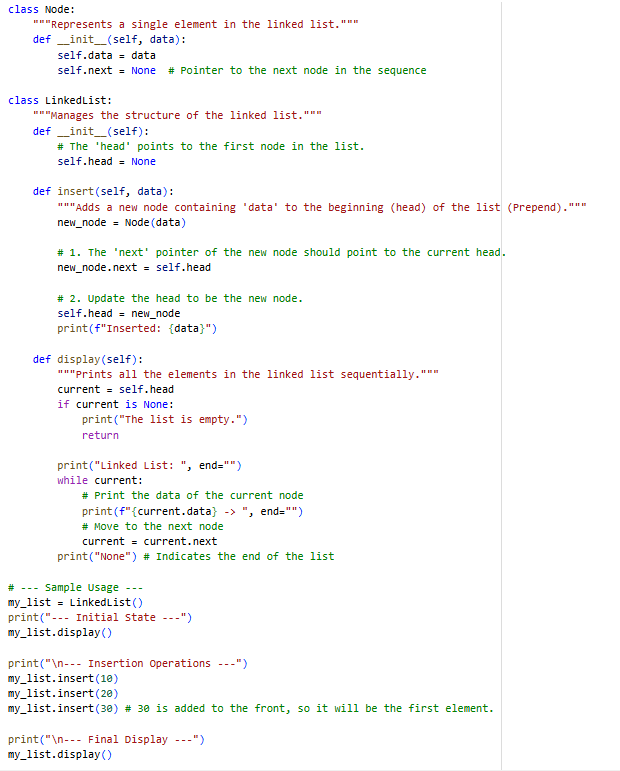 class Node:
    """Represents a single element in the linked list."""
    def __init__(self, data):
        self.data = data
        self.next = None  # Pointer to the next node in the sequence

class LinkedList:
    """Manages the structure of the linked list."""
    def __init__(self):
        # The 'head' points to the first node in the list.
        self.head = None

    def insert(self, data):
        """Adds a new node containing 'data' to the beginning (head) of the list (Prepend)."""
        new_node = Node(data)

        # 1. The 'next' pointer of the new node should point to the current head.
        new_node.next = self.head

        # 2. Update the head to be the new node.
        self.head = new_node
        print(f"Inserted: {data}")

    def display(self):
        """Prints all the elements in the linked list sequentially."""
        current = self.head
        if current is None:
            print("The list is empty.")
            return

        print("Linked List: ", end="")
        while current:
            # Print the data of the current node
            print(f"{current.data} -> ", end="")
            # Move to the next node
            current = current.next
        print("None") # Indicates the end of the list

# --- Sample Usage ---
my_list = LinkedList()
print("--- Initial State ---")
my_list.display()

print("\n--- Insertion Operations ---")
my_list.insert(10)
my_list.insert(20)
my_list.insert(30) # 30 is added to the front, so it will be the first element.

print("\n--- Final Display ---")
my_list.display()